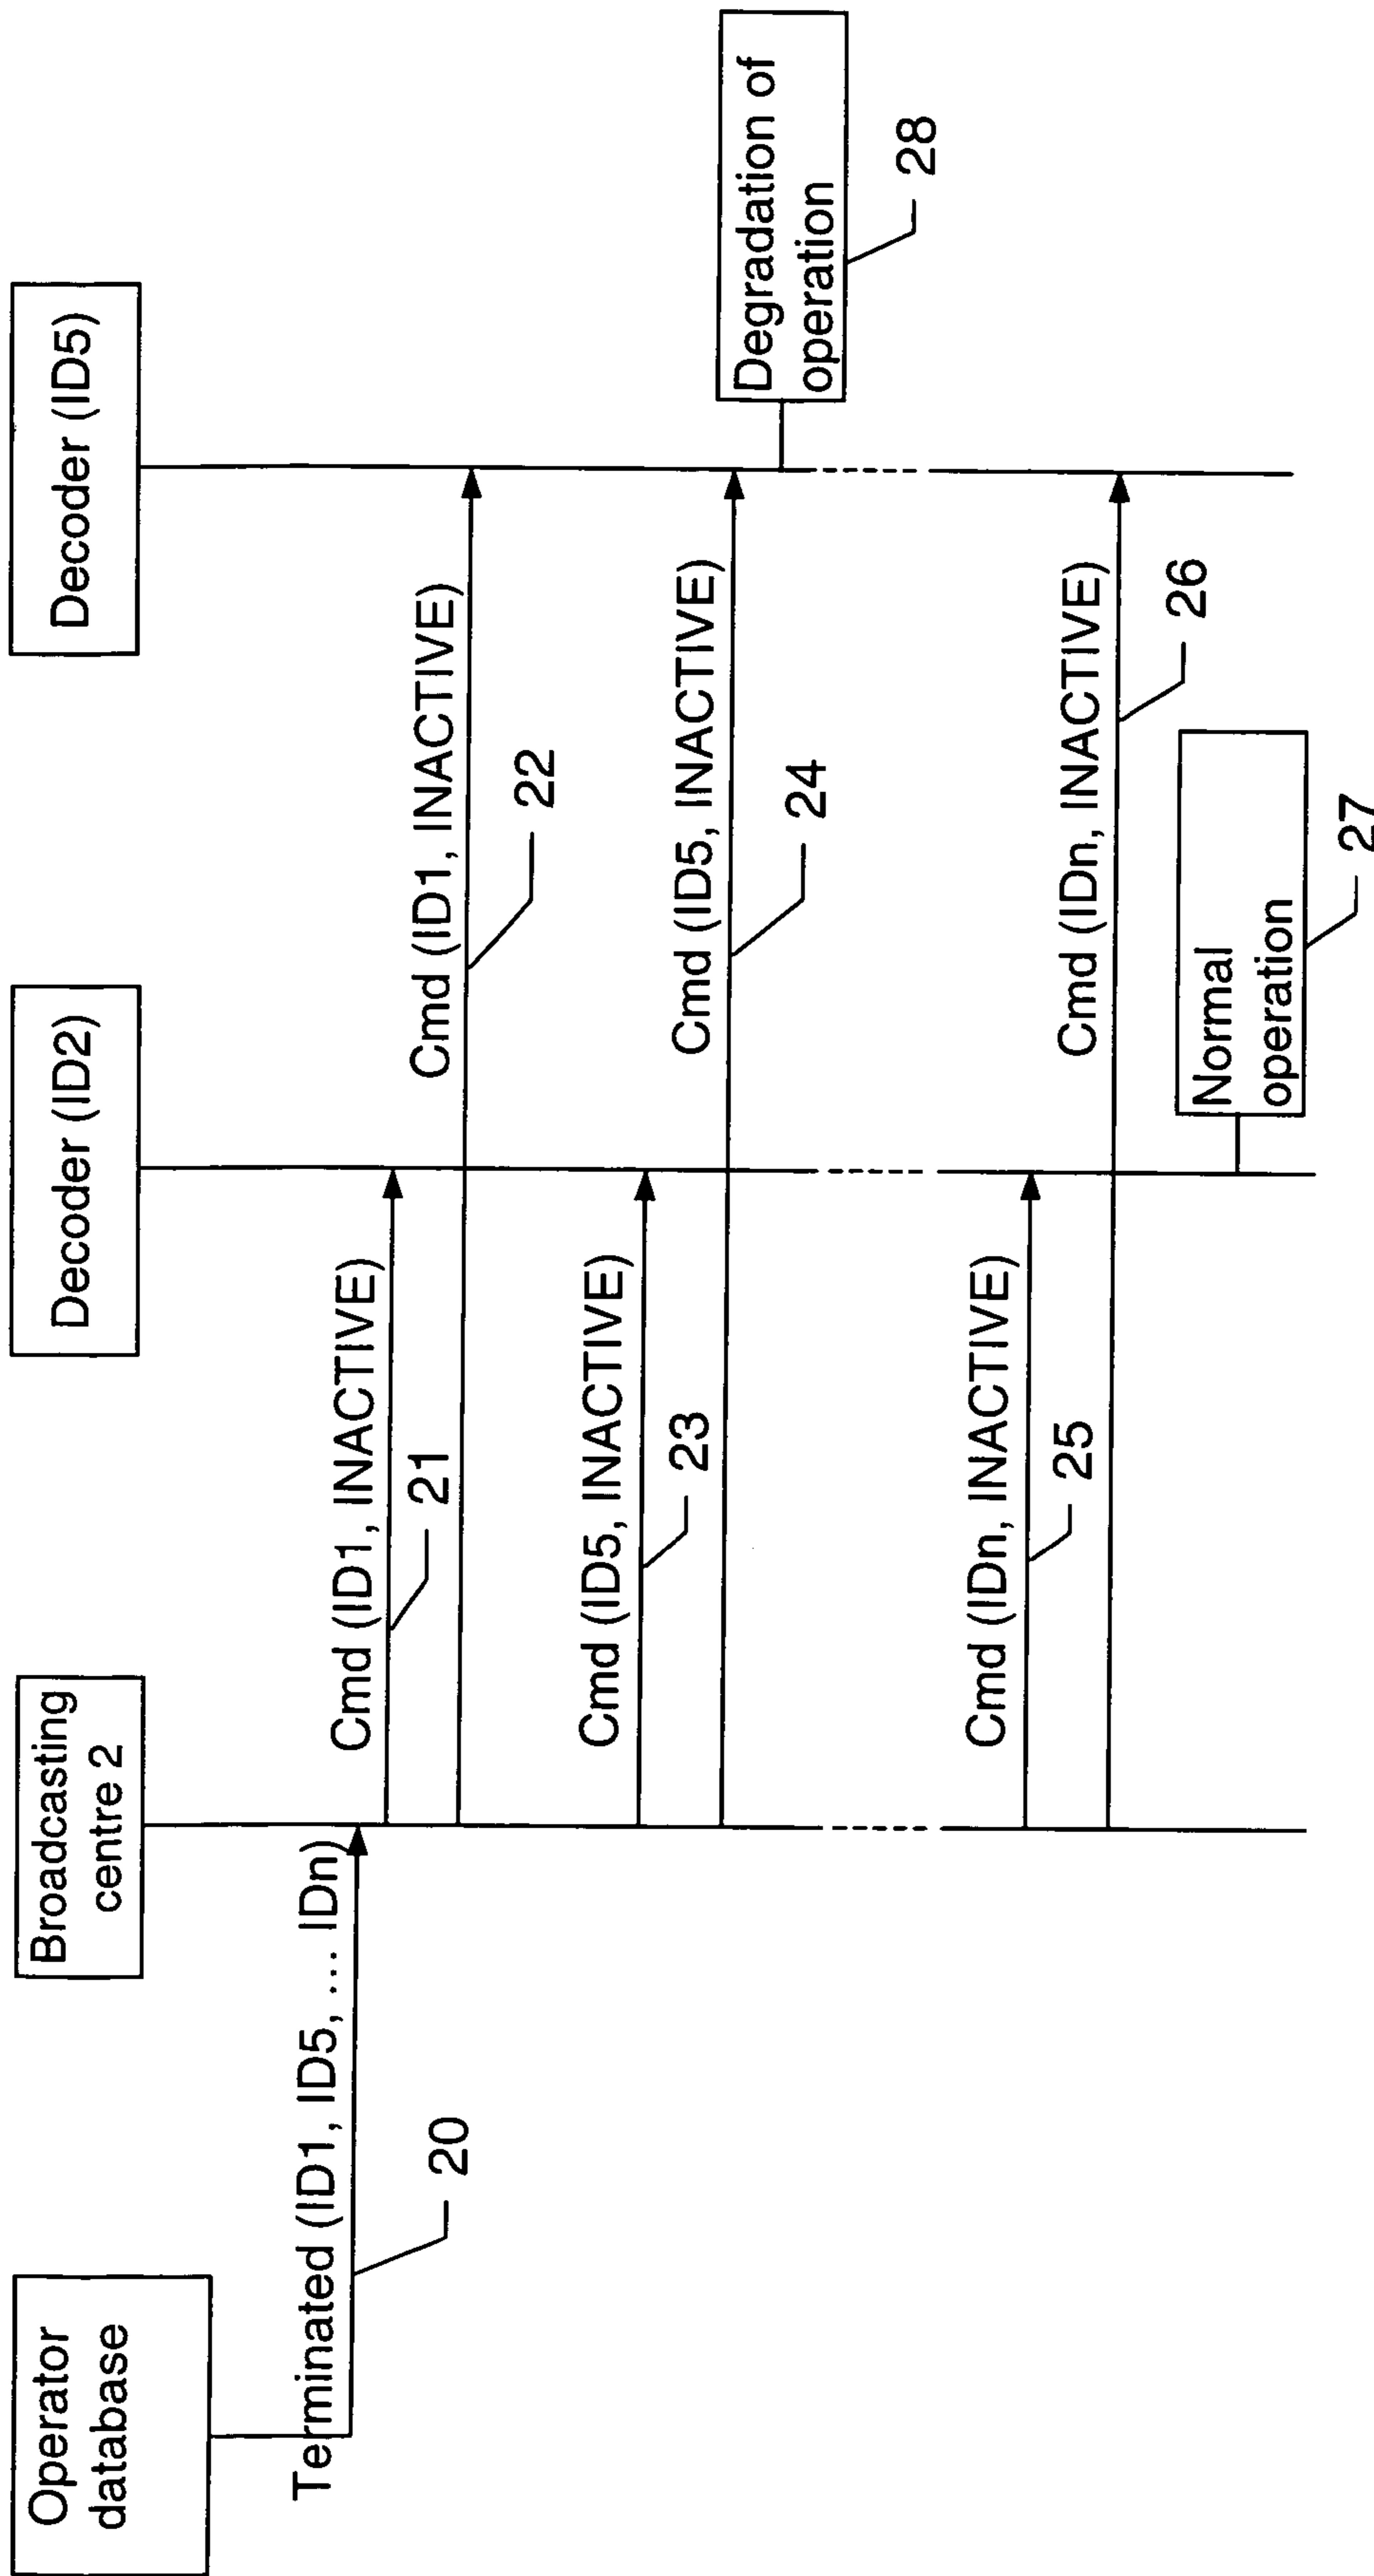 Operator
database
Broadcasting
centre 2
Decoder (ID2)
Decoder (ID5)
Terminated (ID1, ID5, ... IDn)
20
Cmd (ID1, INACTIVE)
21
Cmd (ID1, INACTIVE)
22
Cmd (ID5, INACTIVE)
23
Cmd (ID5, INACTIVE)
24
Degradation of
operation
28
Cmd (IDn, INACTIVE)
25
Cmd (IDn, INACTIVE)
26
Normal
operation
27